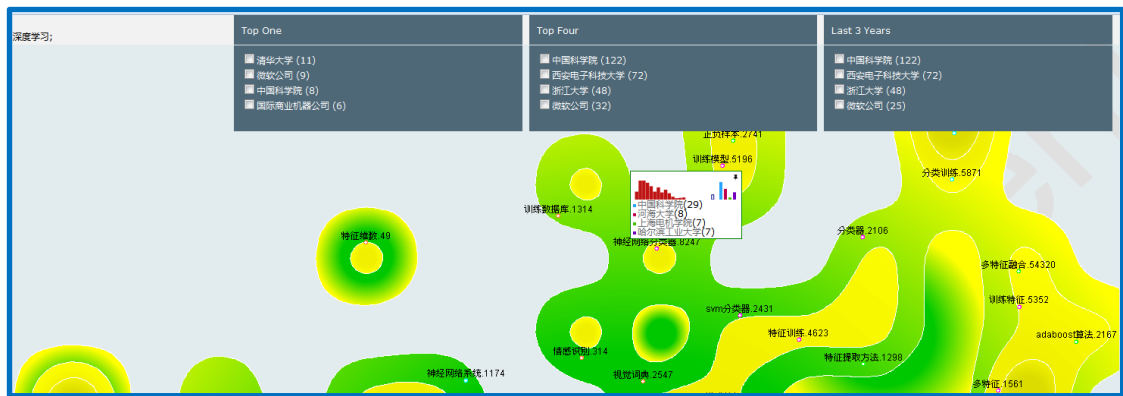 深度学习;
Top One
清华大学 (11)
微软公司 (9)
中国科学院 (8)
国际商业机器公司 (6)
Top Four
中国科学院 (122)
西安电子科技大学 (72)
浙江大学 (48)
微软公司 (32)
Last 3 Years
中国科学院 (122)
西安电子科技大学 (72)
浙江大学 (48)
微软公司 (25)
正负样本.2741
训练模型.5196
分类训练.5871
中国科学院(29)
河海大学(8)
上海电机学院(7)
哈尔滨工业大学(7)
训练数据库.1314
特征维数.49
神经网络分类器.8247
分类器.2106
多特征融合.54320
训练特征.5352
svm分类器.2431
特征训练.4623
adaboost算法.2167
情感识别.314
特征提取方法.1298
神经网络系统.1174
视觉词典.2547
多特征.1561